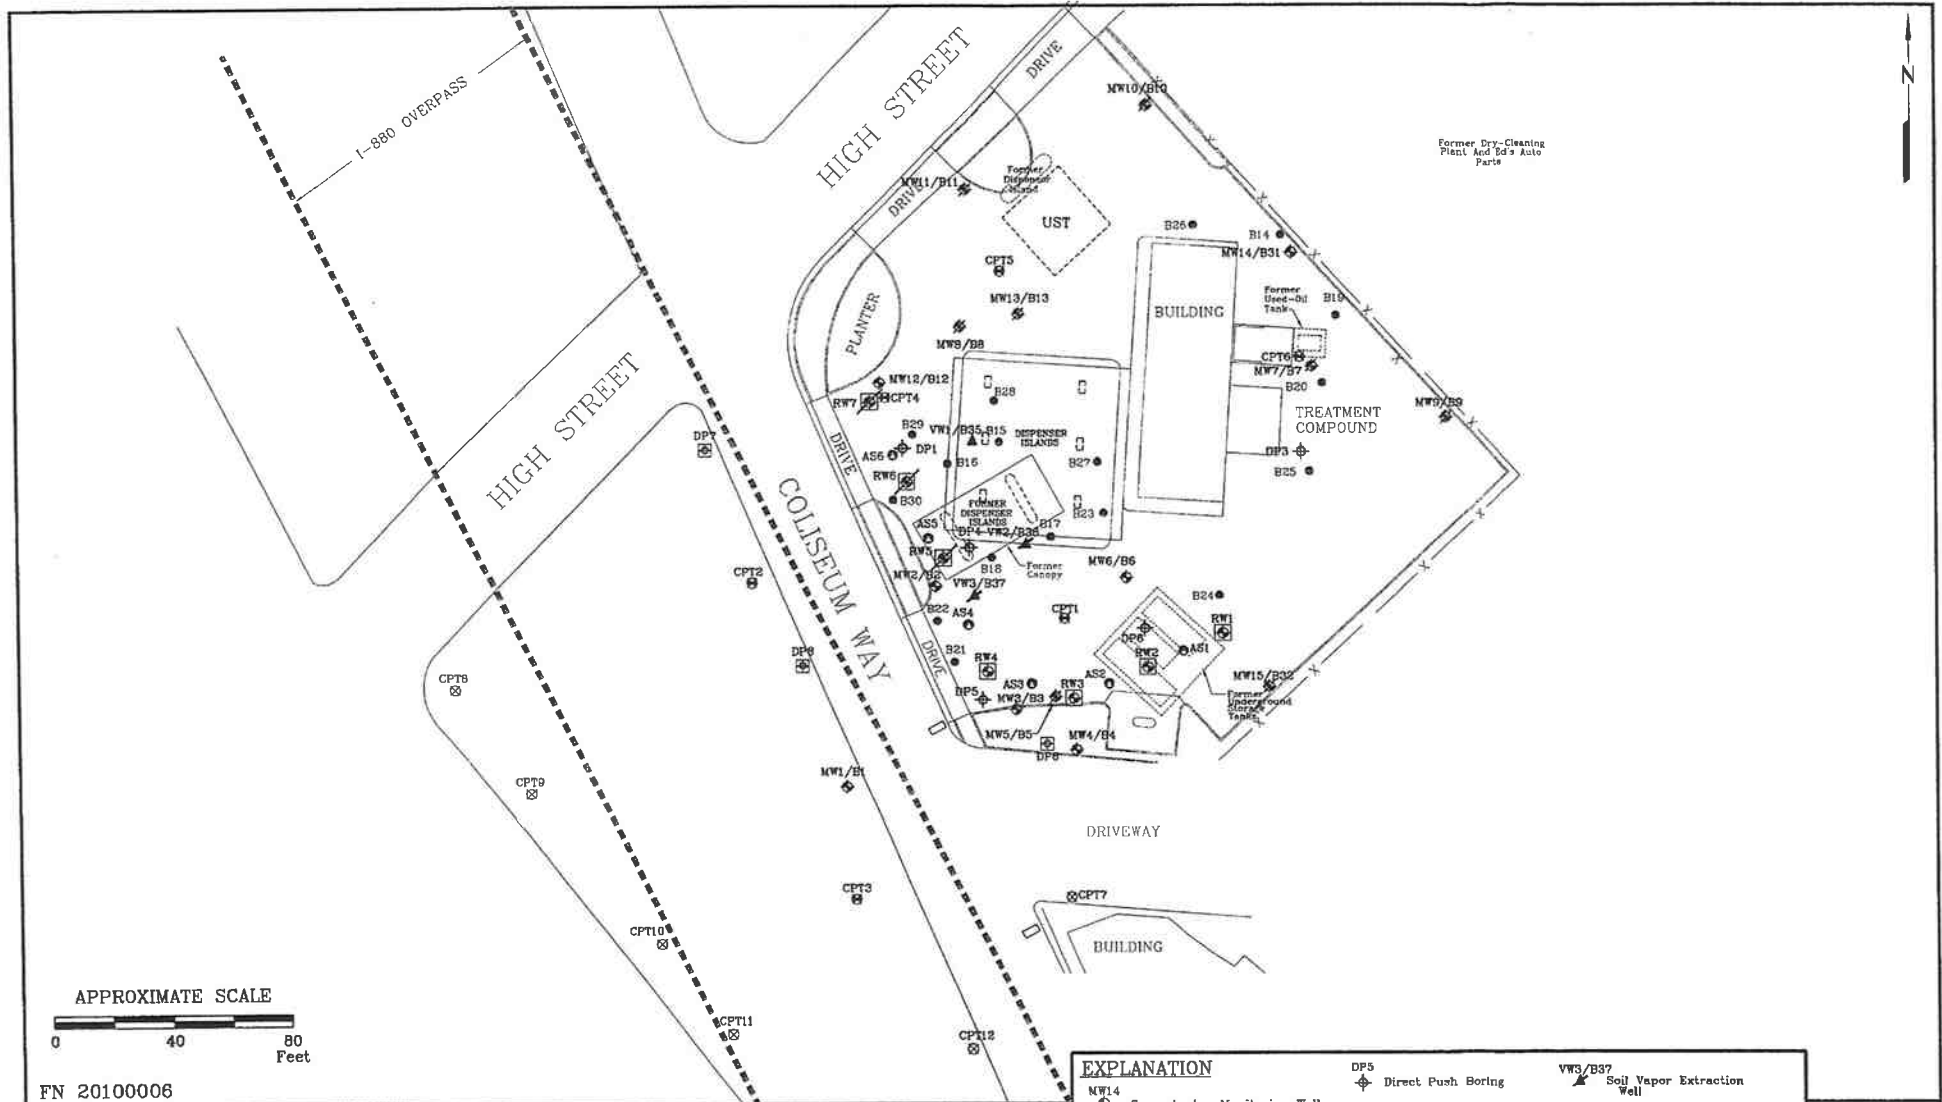 I-880 OVERPASS
HIGH STREET
DRIVE
MW10/B10
N
Former Dry-Cleaning
Plant And Ed's Auto
Parts
MW11/B11
DRIVE
Former
Dispenser
Island
UST
B26
B14
MW14/B31
CPT5
MW13/B13
PLANTER
BUILDING
Former
Used-Oil
Tank
B19
MW8/B8
CPT6
MW7/B7
B20
MW12/B12
RW7
CPT4
B28
MW9/B9
TREATMENT
COMPOUND
HIGH STREET
DP7
B29
VW1/B35
B15
DISPENSER
ISLANDS
DRIVE
AS6
DP1
B16
B27
DP3
B25
RW6
B30
COLISEUM WAY
FORMER
DISPENSER
ISLANDS
B23
AS5
DP4
VW2/B36
B17
RW5
B18
Former
Canopy
MW6/B6
CPT2
MW2/B2
VW3/B37
B22
AS4
CPT1
B24
RW1
DP6
AS1
B21
DRIVE
RW4
RW2
DP8
CPT8
AS3
RW3
AS2
MW15/B32
DP5
MW3/B3
Former
Underground
Storage
Tanks
MW5/B5
MW4/B4
DP6
CPT9
MW1/B1
DRIVEWAY
CPT3
CPT7
CPT10
BUILDING
APPROXIMATE SCALE
0 40 80
Feet
CPT11
CPT12
FN 20100006
EXPLANATION
MW14
DP5
Direct Push Boring
VW3/B37
Soil Vapor Extraction
Well